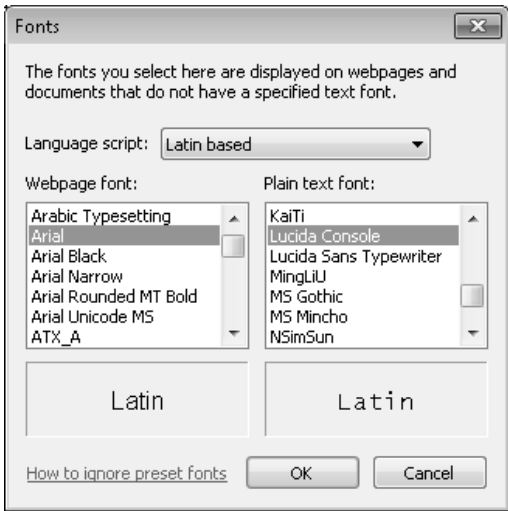 Fonts
The fonts you select here are displayed on webpages and
documents that do not have a specified text font.
Language script: Latin based
Webpage font:
Arabic Typesetting
Arial
Arial Black
Arial Narrow
Arial Rounded MT Bold
Arial Unicode MS
ATX_A
Plain text font:
KaiTi
Lucida Console
Lucida Sans Typewriter
MingLiU
MS Gothic
MS Mincho
NSimSun
Latin
Latin
How to ignore preset fonts
OK
Cancel